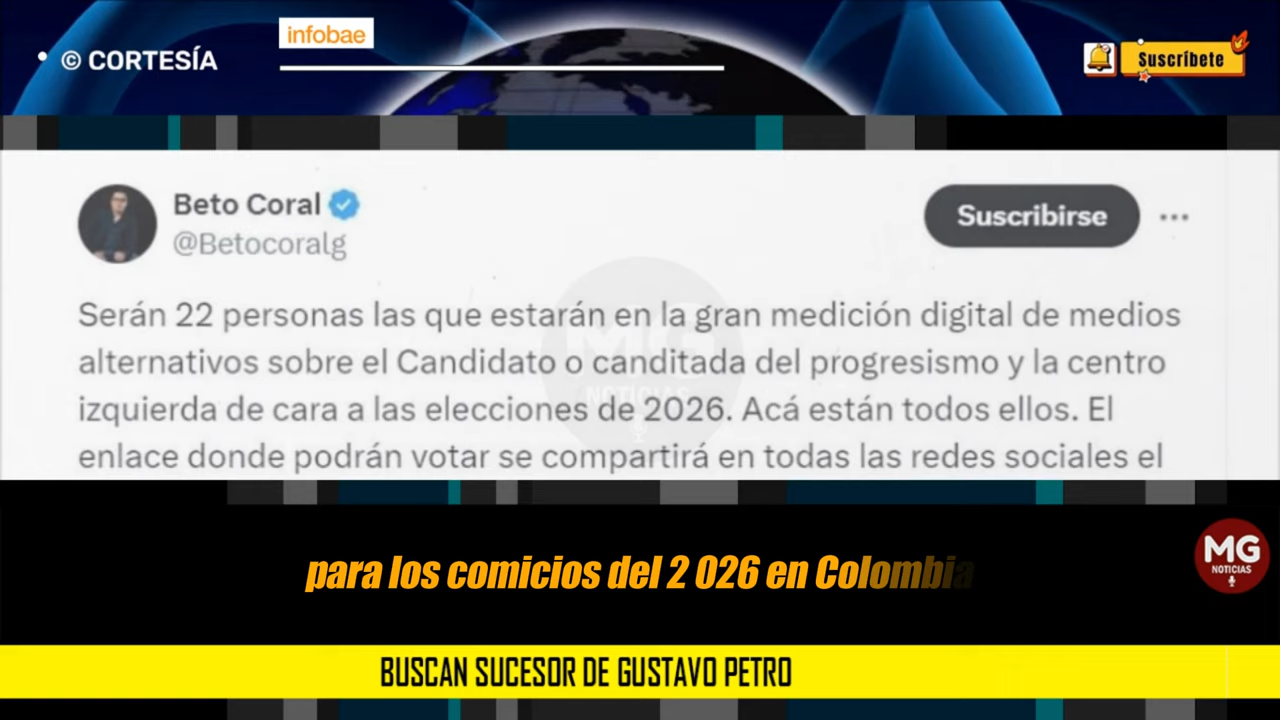 infobae
© CORTESÍA
Suscríbete
Beto Coral
@Betocoralg
Suscribirse
Serán 22 personas las que estarán en la gran medición digital de medios
alternativos sobre el Candidato o canditada del progresismo y la centro
izquierda de cara a las elecciones de 2026. Acá están todos ellos. El
enlace donde podrán votar se compartirá en todas las redes sociales el
MG
NOTICIAS
para los comicios del 2 026 en Colombia
MG
NOTICIAS
BUSCAN SUCESOR DE GUSTAVO PETRO